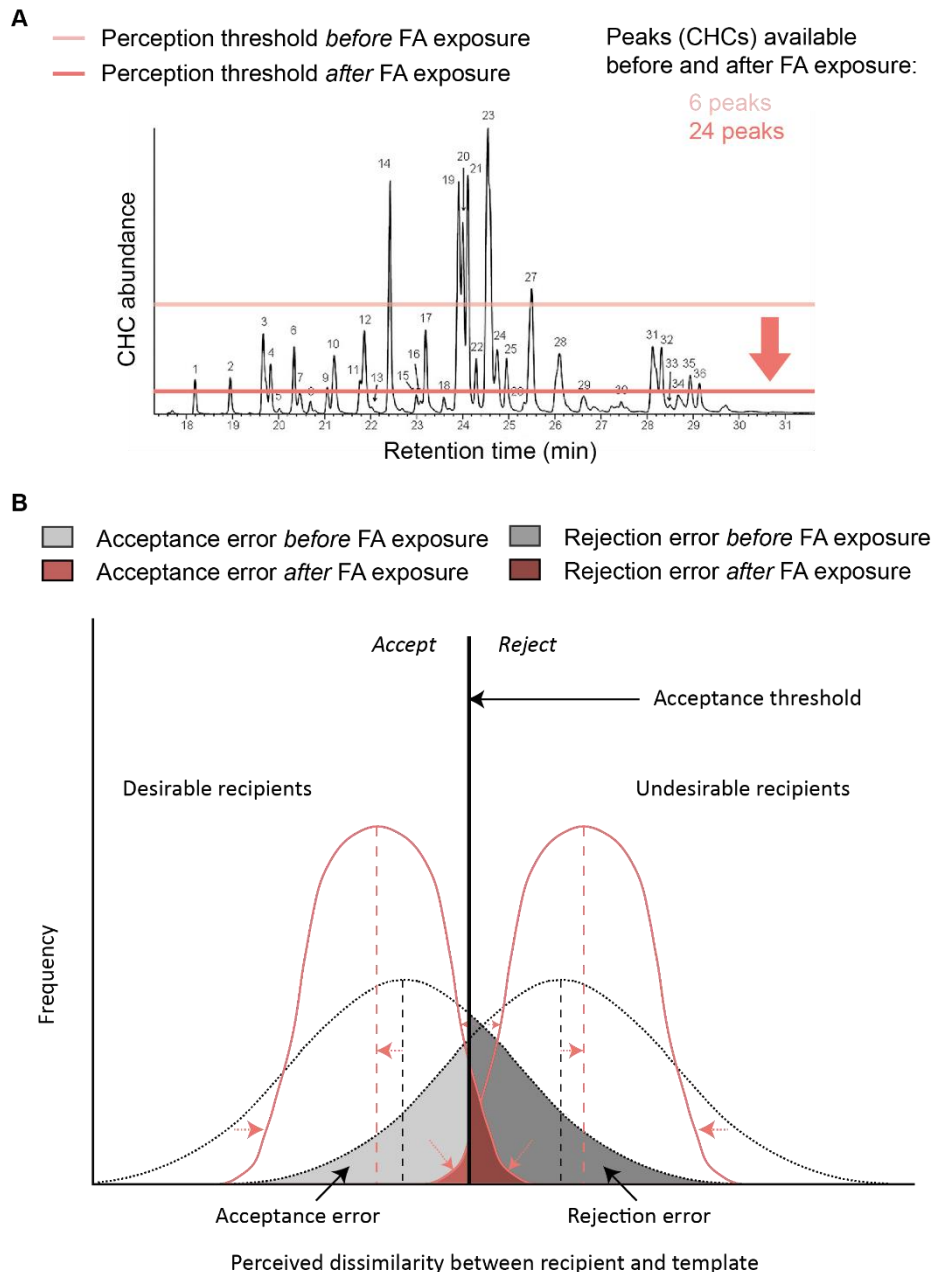 A
Perception threshold before FA exposure
Perception threshold after FA exposure
Peaks (CHCs) available
before and after FA exposure:
6 peaks
24 peaks
CHC abundance
1
2
3
4
5
6
7
9
10
11
12
13
14
15
16
17
18
19
20
21
22
23
24
25
27
28
29
30
31
32
33
34
35
36
18 19 20 21 22 23 24 25 26 27 28 29 30 31
Retention time (min)
B
Acceptance error before FA exposure
Rejection error before FA exposure
Acceptance error after FA exposure
Rejection error after FA exposure
Accept Reject
Acceptance threshold
Desirable recipients
Undesirable recipients
Frequency
Acceptance error
Rejection error
Perceived dissimilarity between recipient and template